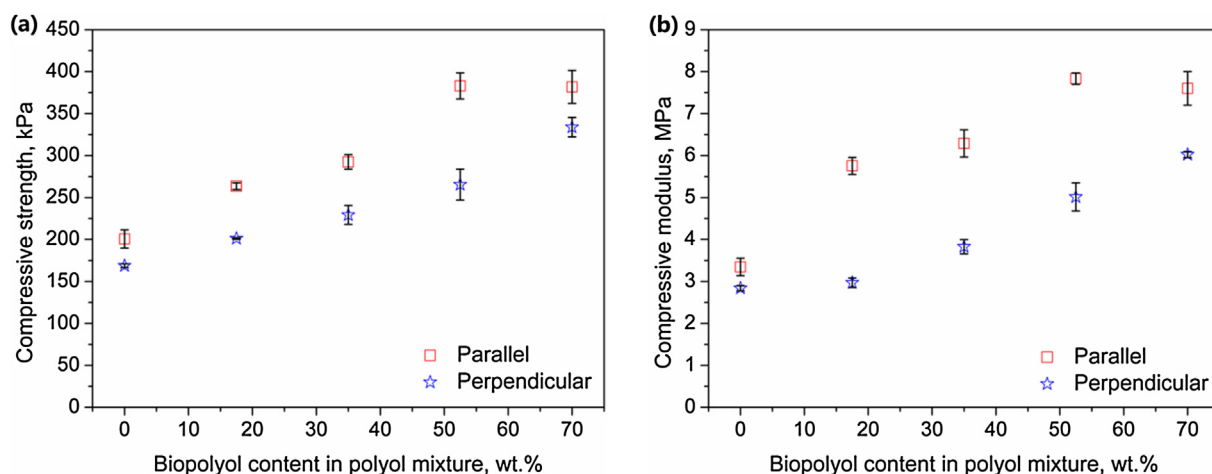 (a)
Compressive strength, kPa
450
400
350
300
250
200
150
100
50
0
0 10 20 30 40 50 60 70
Biopolyol content in polyol mixture, wt.%
Parallel
Perpendicular
(b)
Compressive modulus, MPa
9
8
7
6
5
4
3
2
1
0
0 10 20 30 40 50 60 70
Biopolyol content in polyol mixture, wt.%
Parallel
Perpendicular